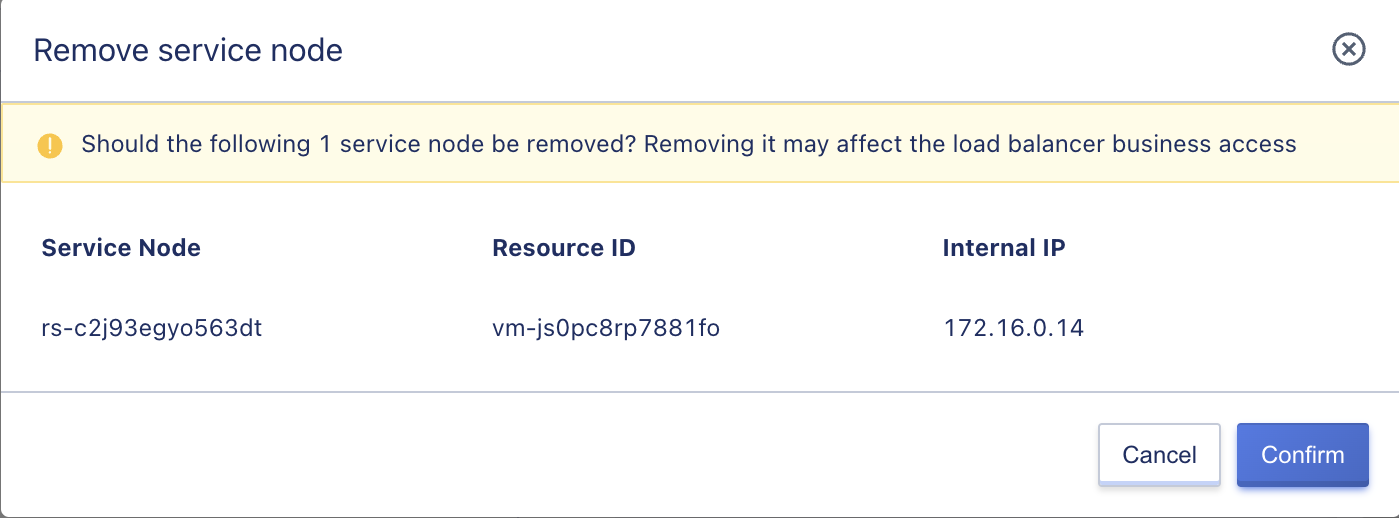 Remove service node
Should the following 1 service node be removed? Removing it may affect the load balancer business access
Service Node Resource ID Internal IP
rs-c2j93egyo563dt vm-js0pc8rp7881fo 172.16.0.14
Cancel Confirm